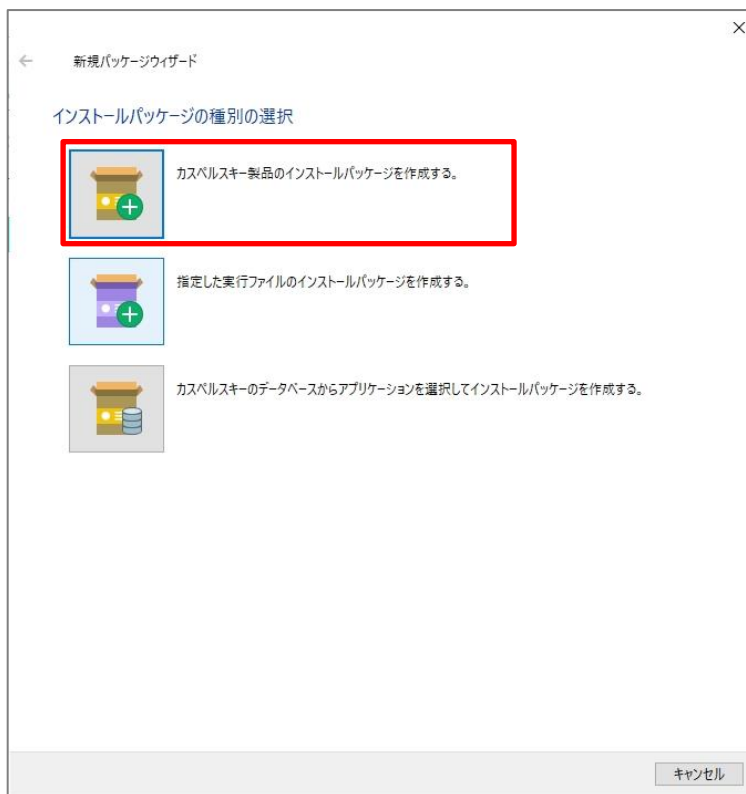 新規パッケージウィザード
インストールパッケージの種別の選択
カスペルスキー製品のインストールパッケージを作成する。
指定した実行ファイルのインストールパッケージを作成する。
カスペルスキーのデータベースからアプリケーションを選択してインストールパッケージを作成する。
キャンセル